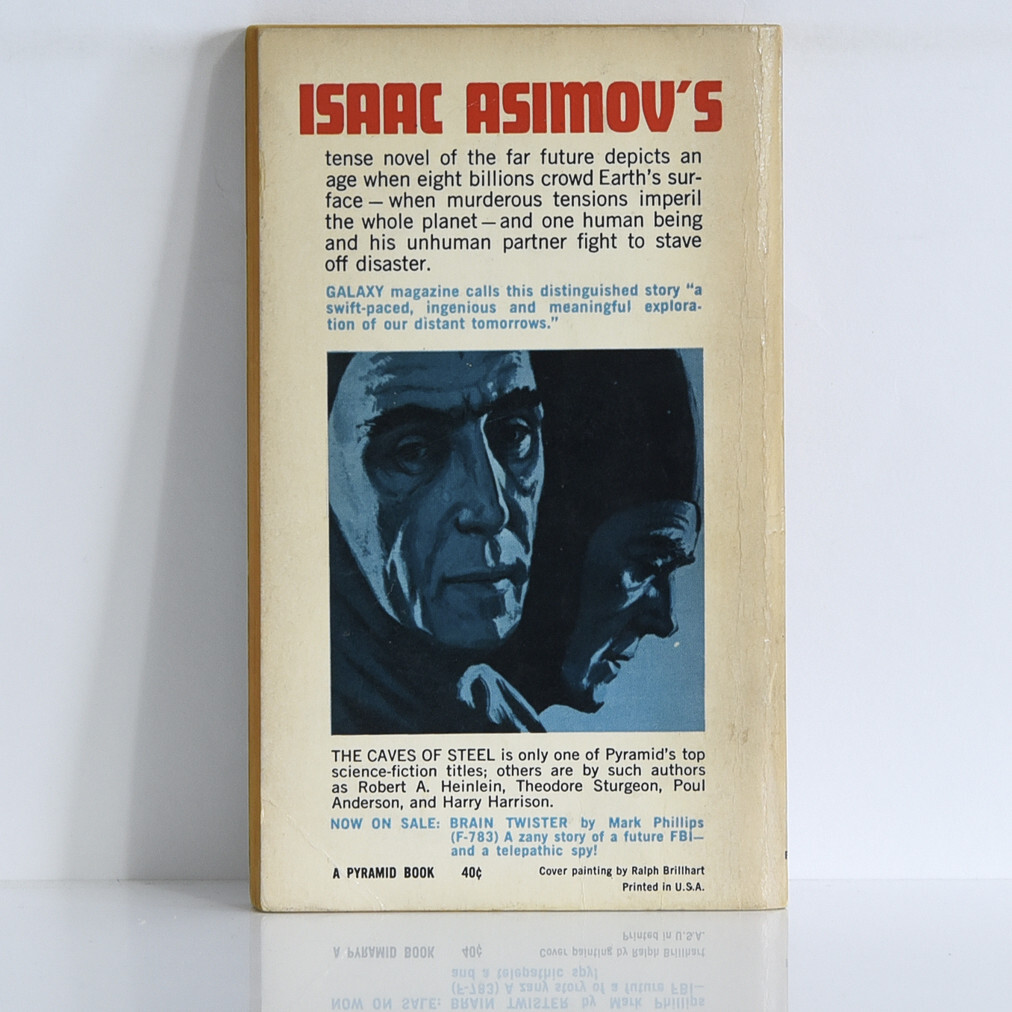 ISAAC ASIMOV'S
tense novel of the far future depicts an
age when eight billions crowd Earth's sur-
face — when murderous tensions imperil
the whole planet — and one human being
and his unhuman partner fight to stave
off disaster.
GALAXY magazine calls this distinguished story "a
swift-paced, ingenious and meaningful explora-
tion of our distant tomorrows."
THE CAVES OF STEEL is only one of Pyramid's top
science-fiction titles; others are by such authors
as Robert A. Heinlein, Theodore Sturgeon, Poul
Anderson, and Harry Harrison.
NOW ON SALE: BRAIN TWISTER by Mark Phillips
(F-783) A zany story of a future FBI—
and a telepathic spy!
A PYRAMID BOOK 40¢ Cover painting by Ralph Brillhart
Printed in U.S.A.